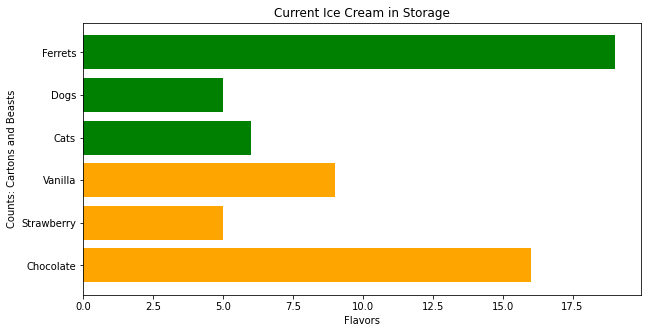 Current Ice Cream in Storage
Counts: Cartons and Beasts
Ferrets
Dogs
Cats
Vanilla
Strawberry
Chocolate
0.0 2.5 5.0 7.5 10.0 12.5 15.0 17.5
Flavors